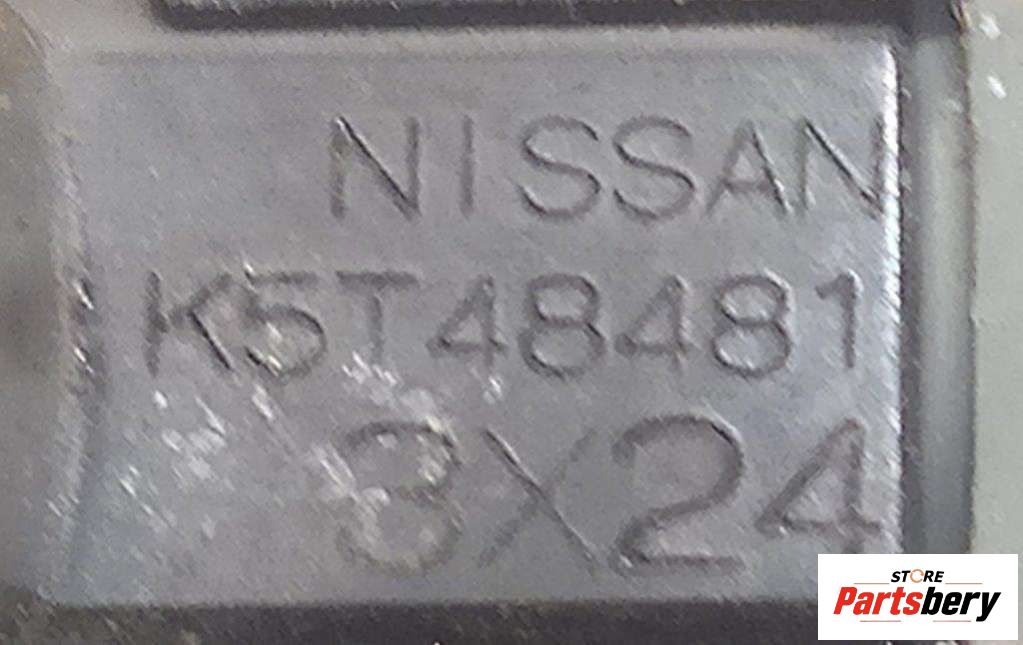 NISSAN
K5T48481
3X24
STORE
Partsbery